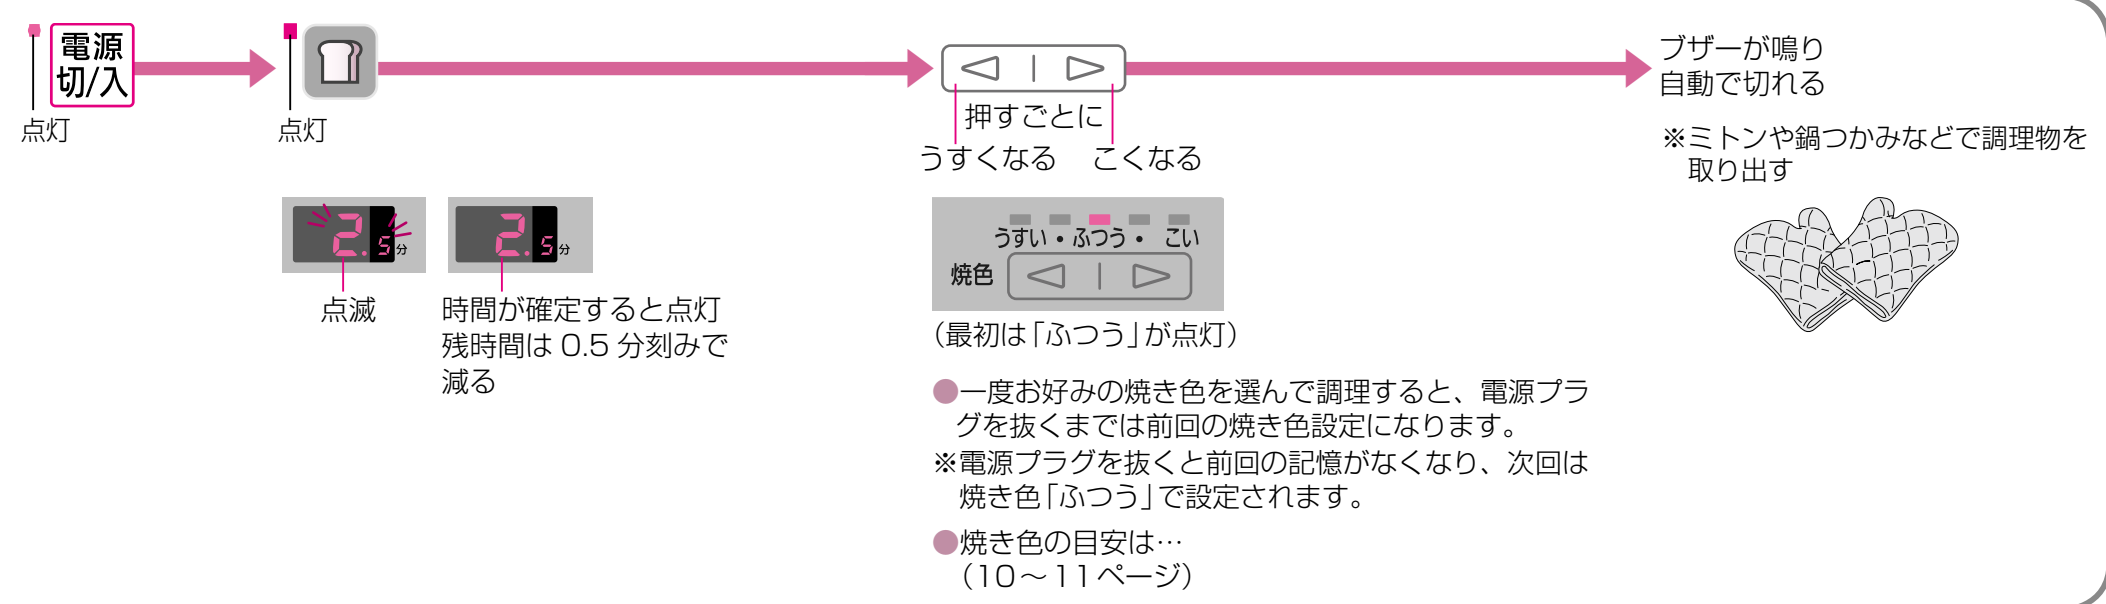 電源
切/入
点灯
点灯
2.5分
点滅
2.5分
時間が確定すると点灯
残時間は 0.5 分刻みで
減る
押すごとに
うすくなる こくなる
うすい・ふつう・ こい
焼色
(最初は「ふつう」が点灯)
●一度お好みの焼き色を選んで調理すると、電源プラ
グを抜くまでは前回の焼き色設定になります。
※電源プラグを抜くと前回の記憶がなくなり、次回は
焼き色「ふつう」で設定されます。
●焼き色の目安は…
(10~11ページ)
ブザーが鳴り
自動で切れる
※ミトンや鍋つかみなどで調理物を
取り出す